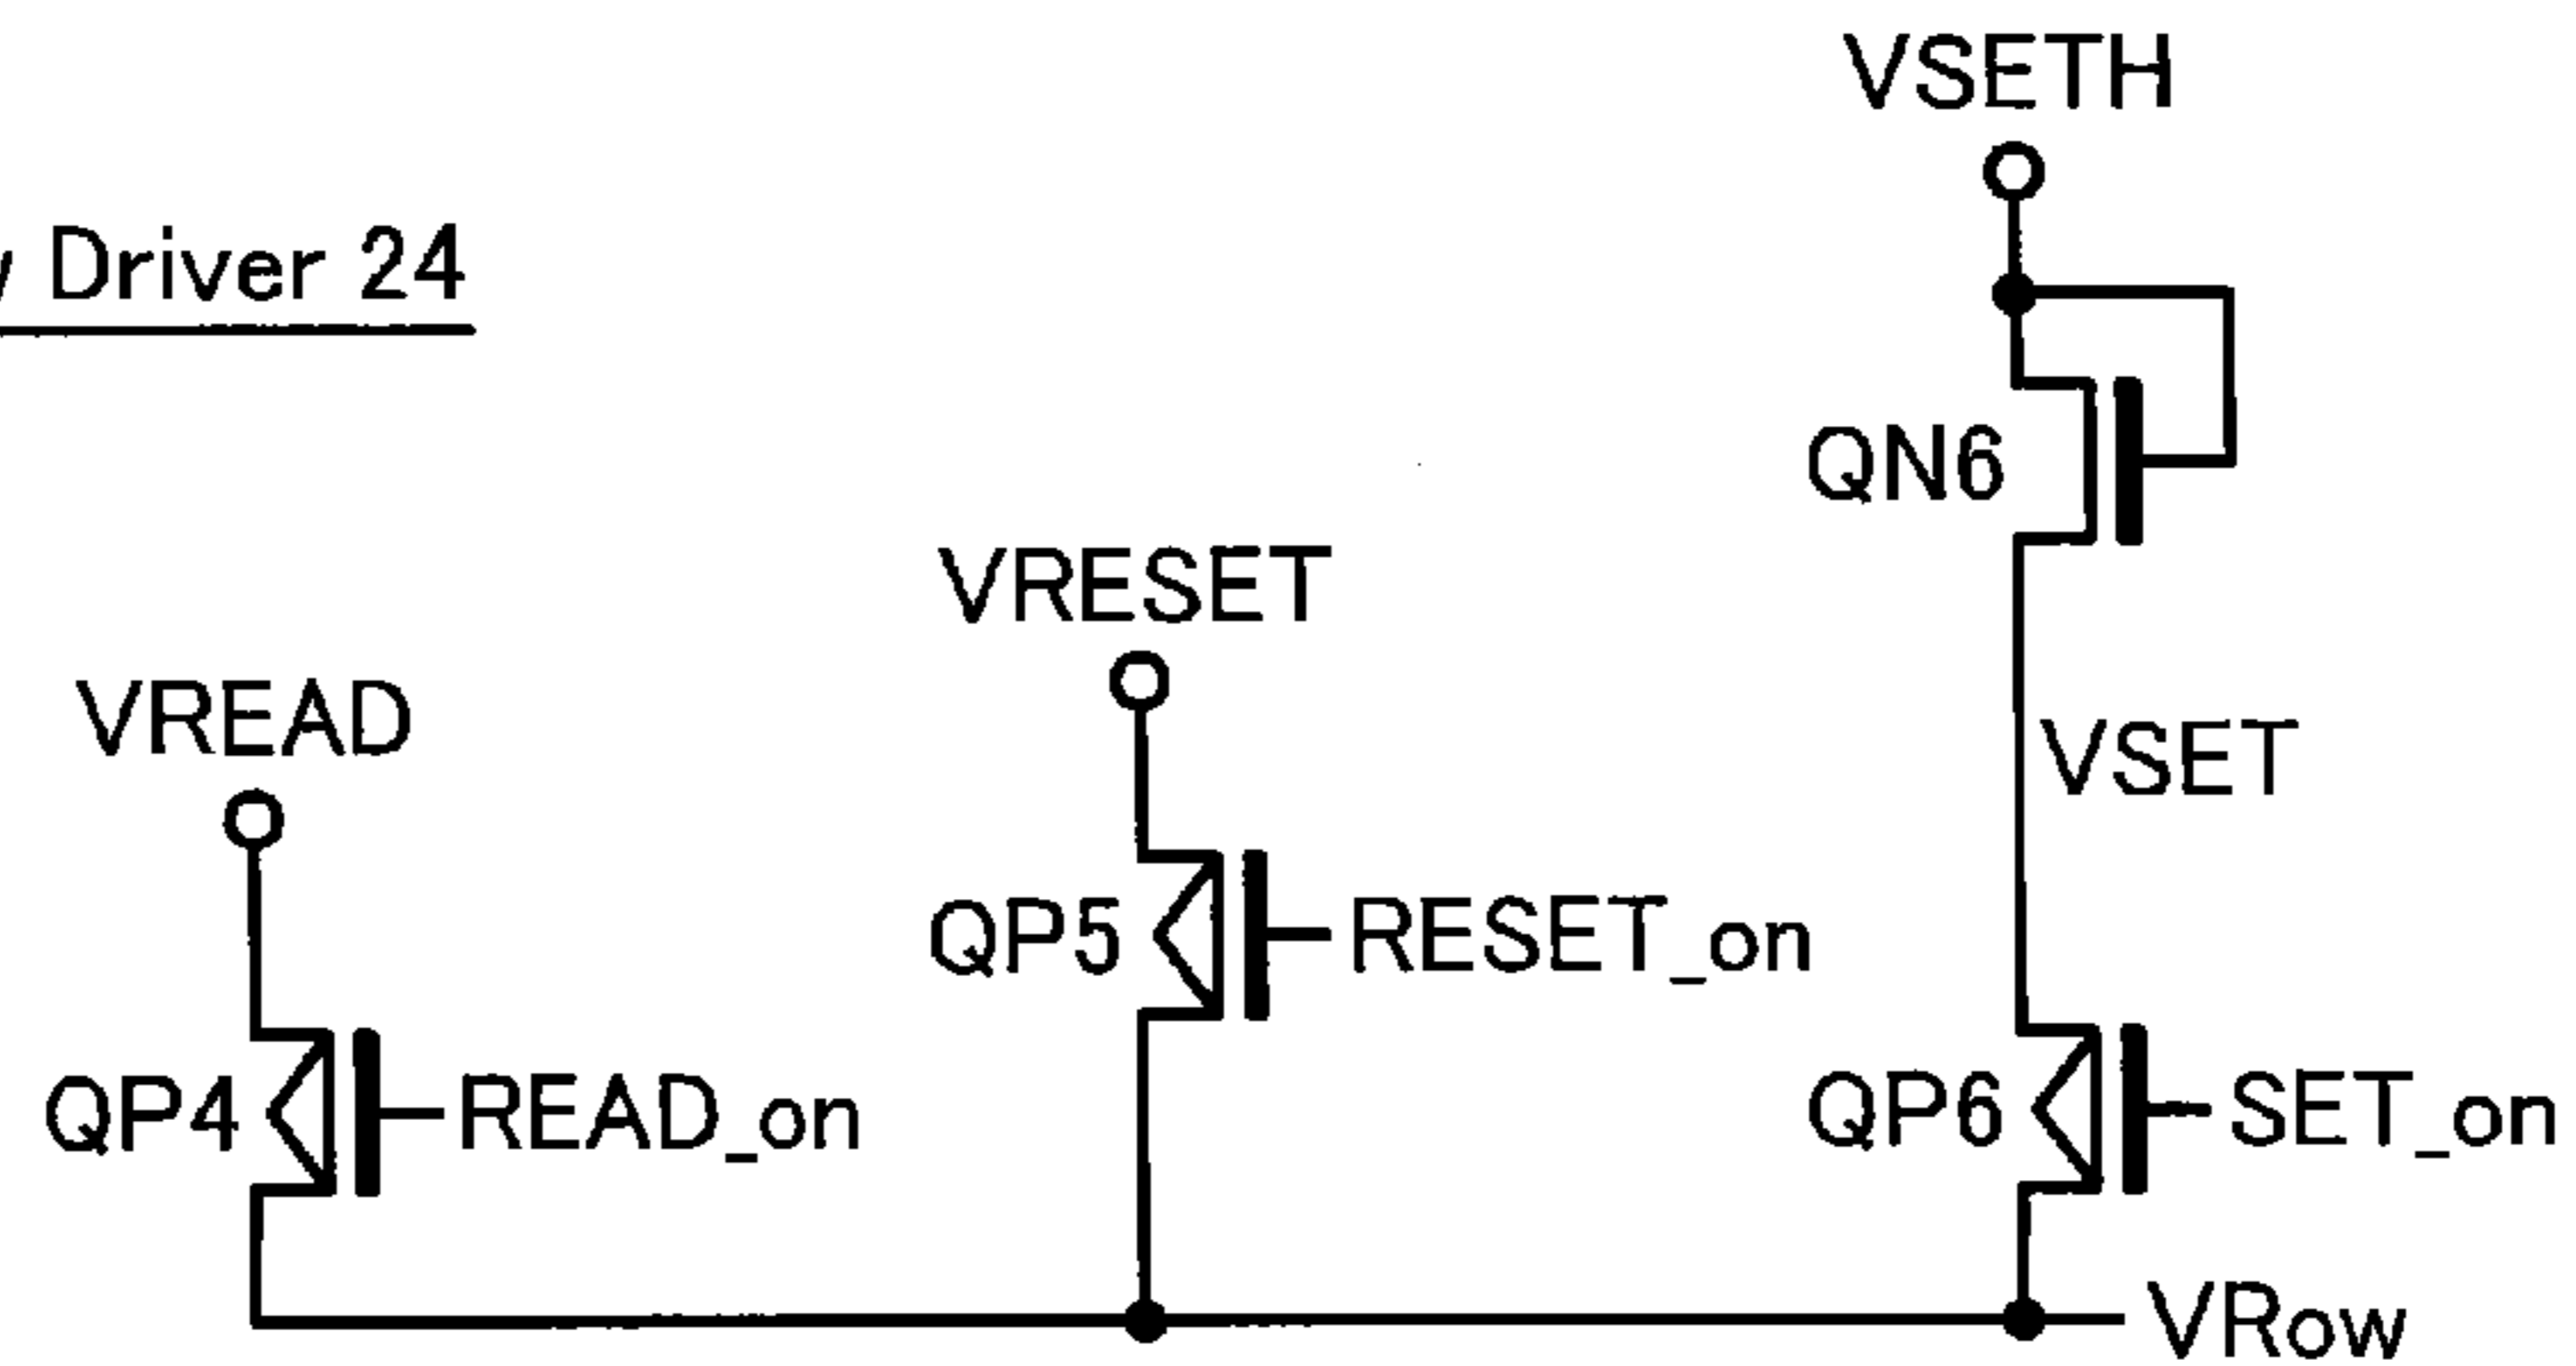 VSETH
Driver 24
QN6
VRESET
VREAD
VSET
QP5
RESET_on
QP4
READ_on
QP6
SET_on
VRow